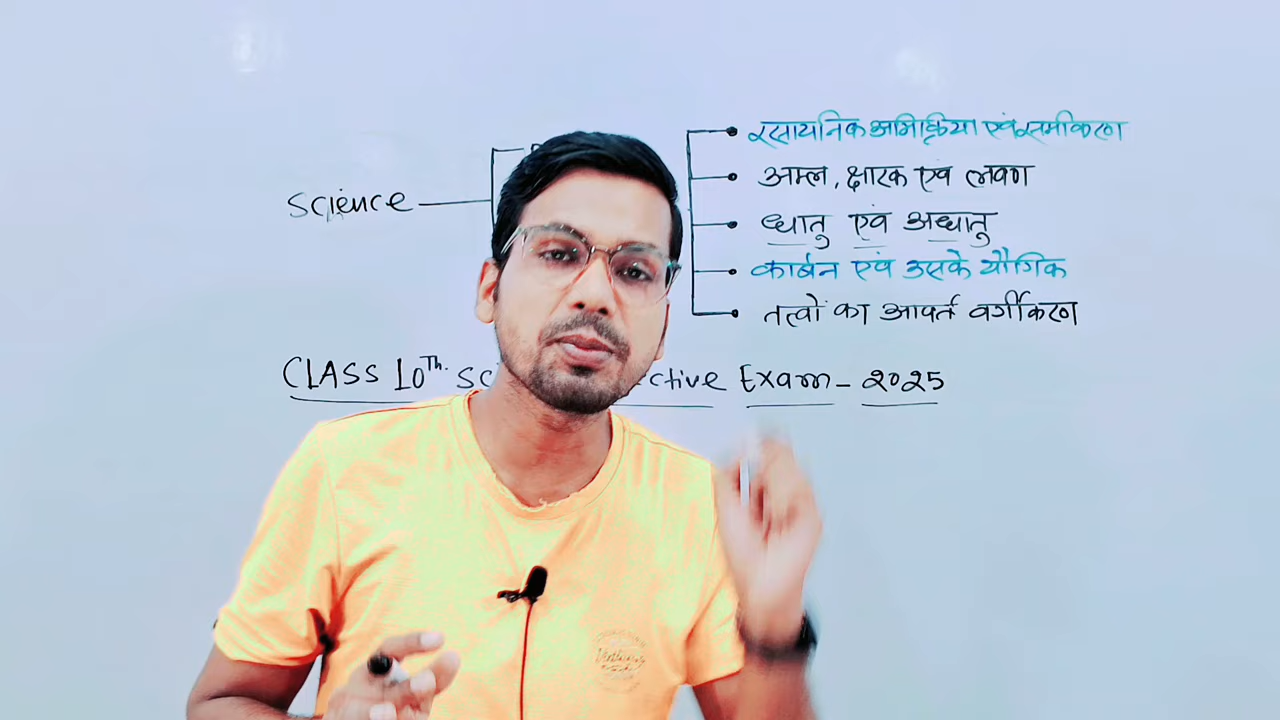 Science
रसायनिक अभिक्रिया एवं समीकरण
अम्ल, क्षारक एवं लवण
धातु एवं अधातु
कार्बन एवं उसके यौगिक
तत्वों का आवर्त वर्गीकरण
CLASS 10Th. Exam - 2025